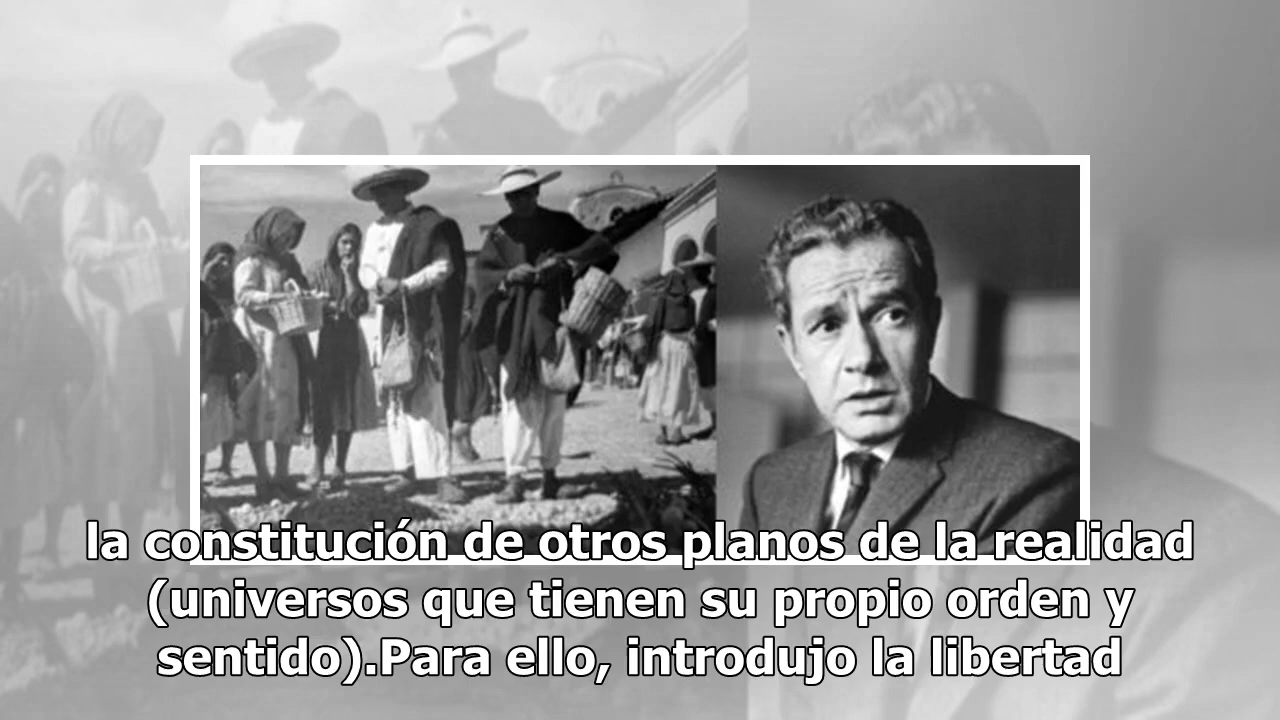 la constitución de otros planos de la realidad
(universos que tienen su propio orden y
sentido).Para ello, introdujo la libertad